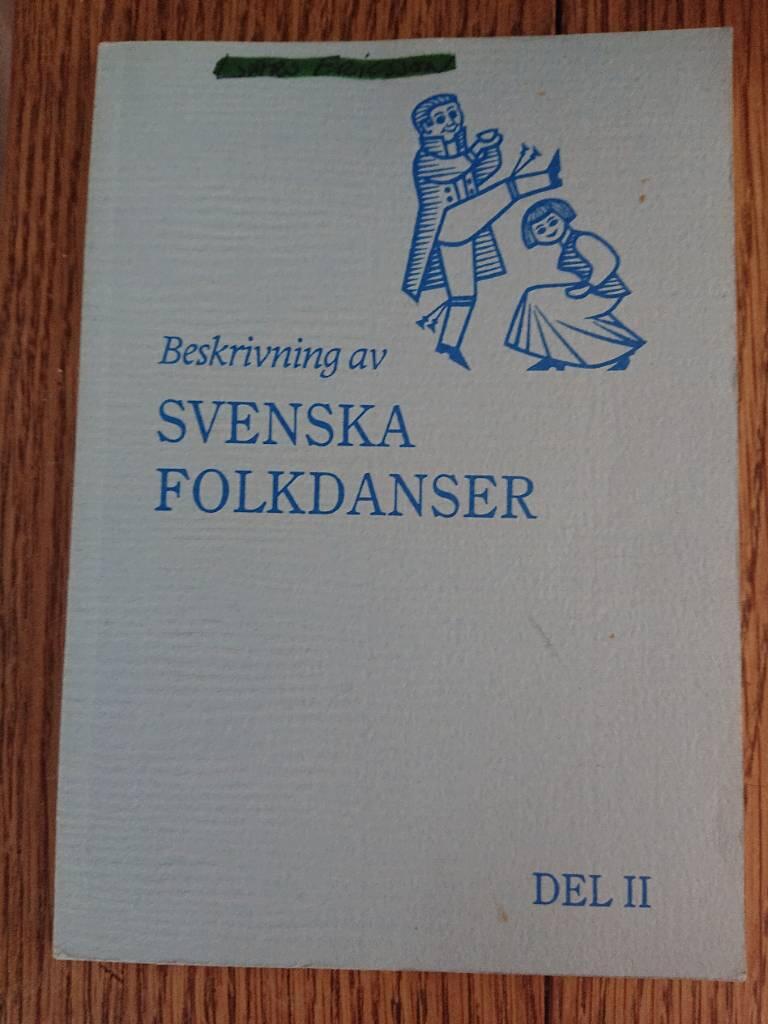 Beskrivning av
SVENSKA
FOLKDANSER
DEL II